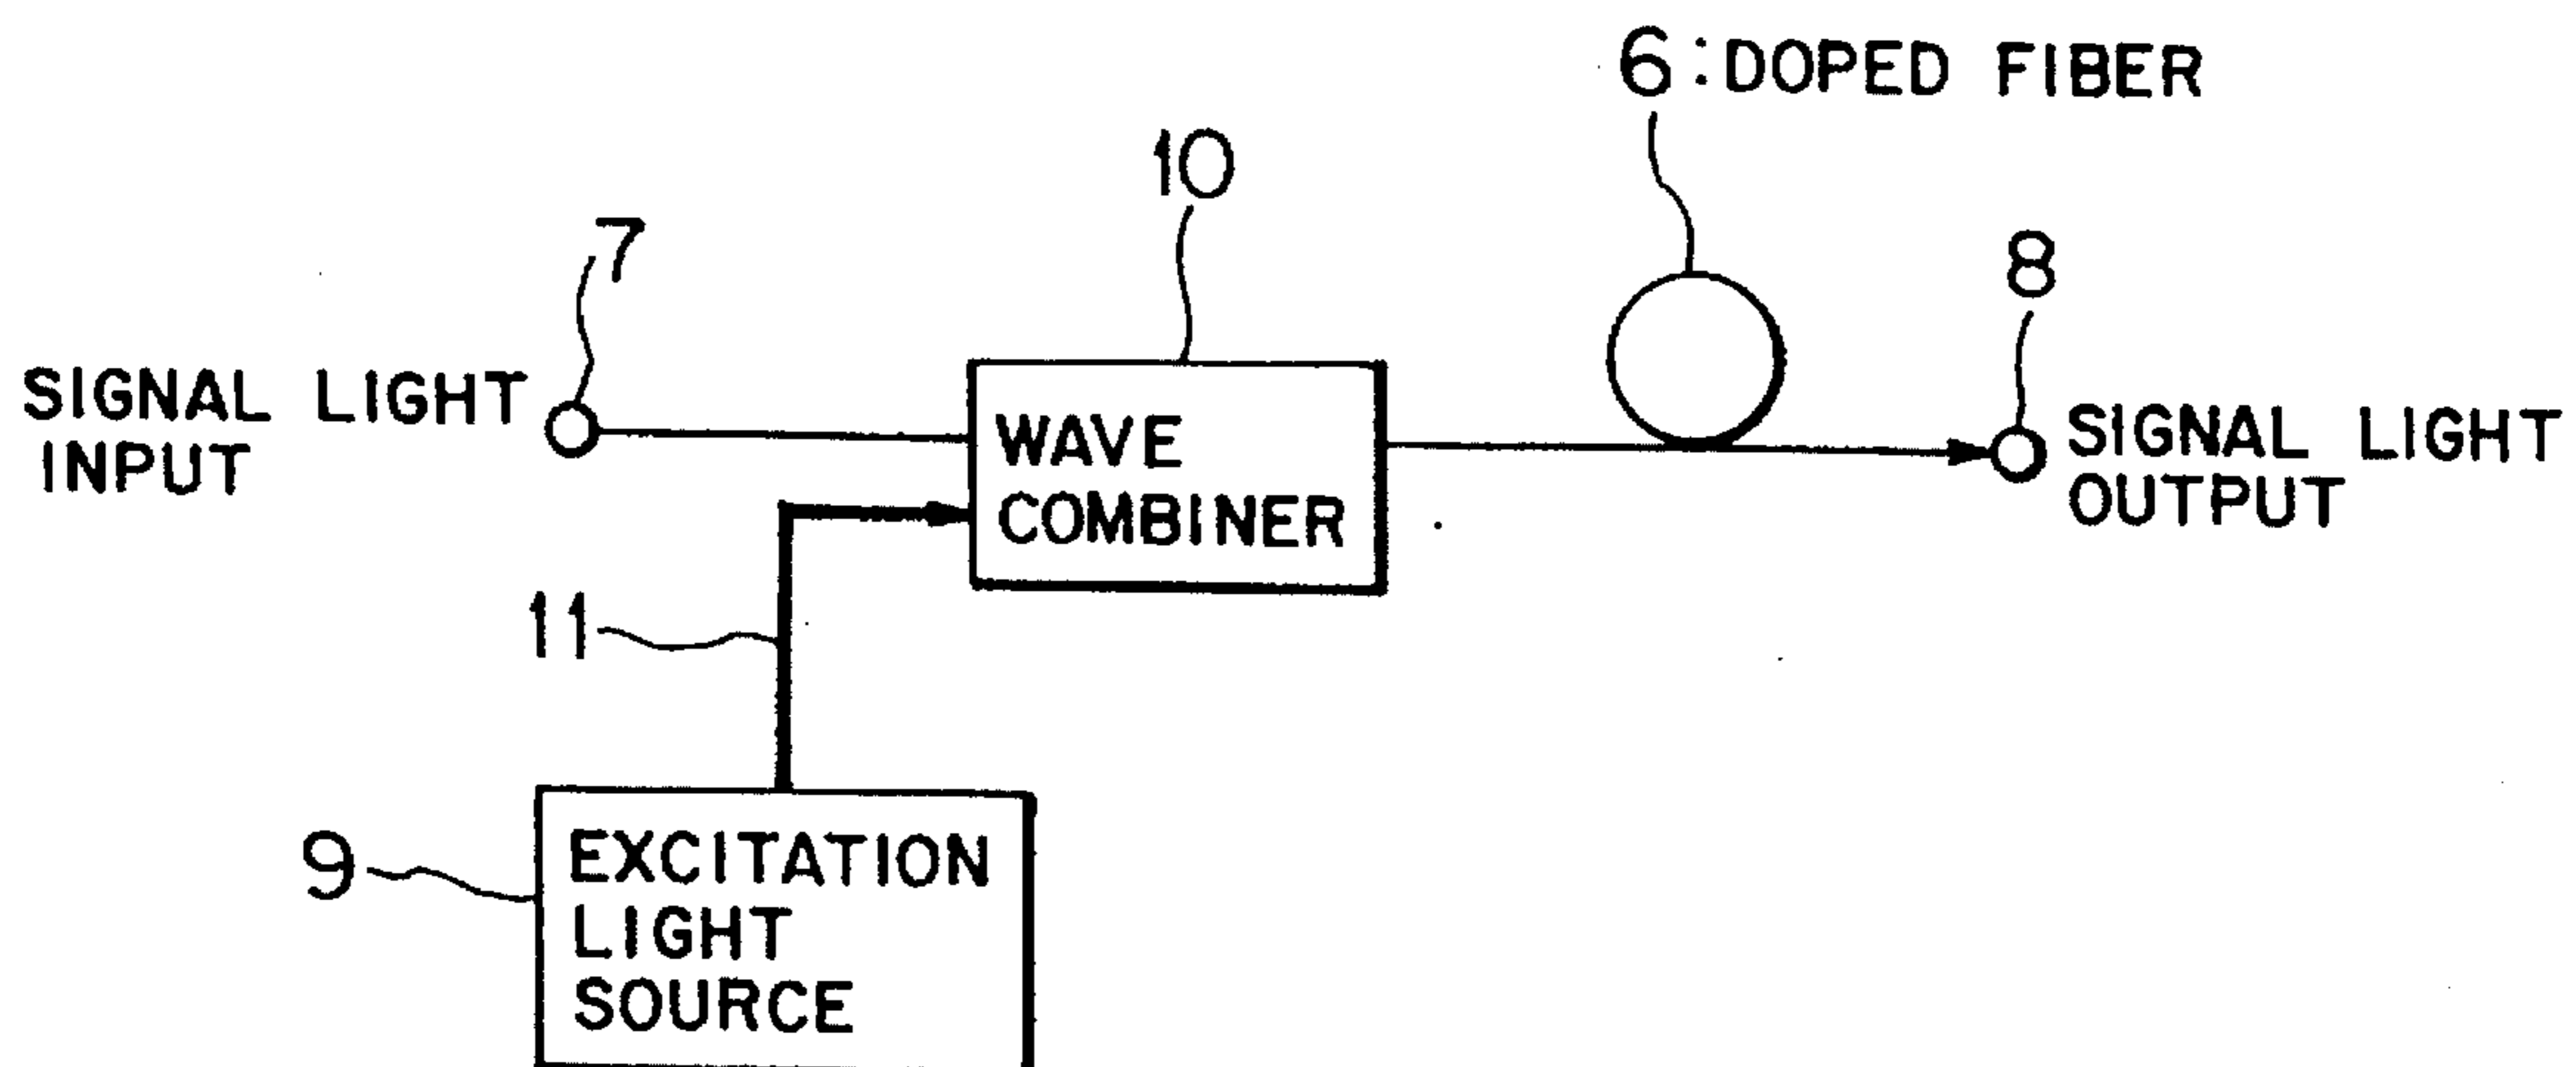 6:DOPED FIBER
10
7
8
SIGNAL LIGHT
INPUT
WAVE
COMBINER
SIGNAL LIGHT
OUTPUT
11
9
EXCITATION
LIGHT
SOURCE